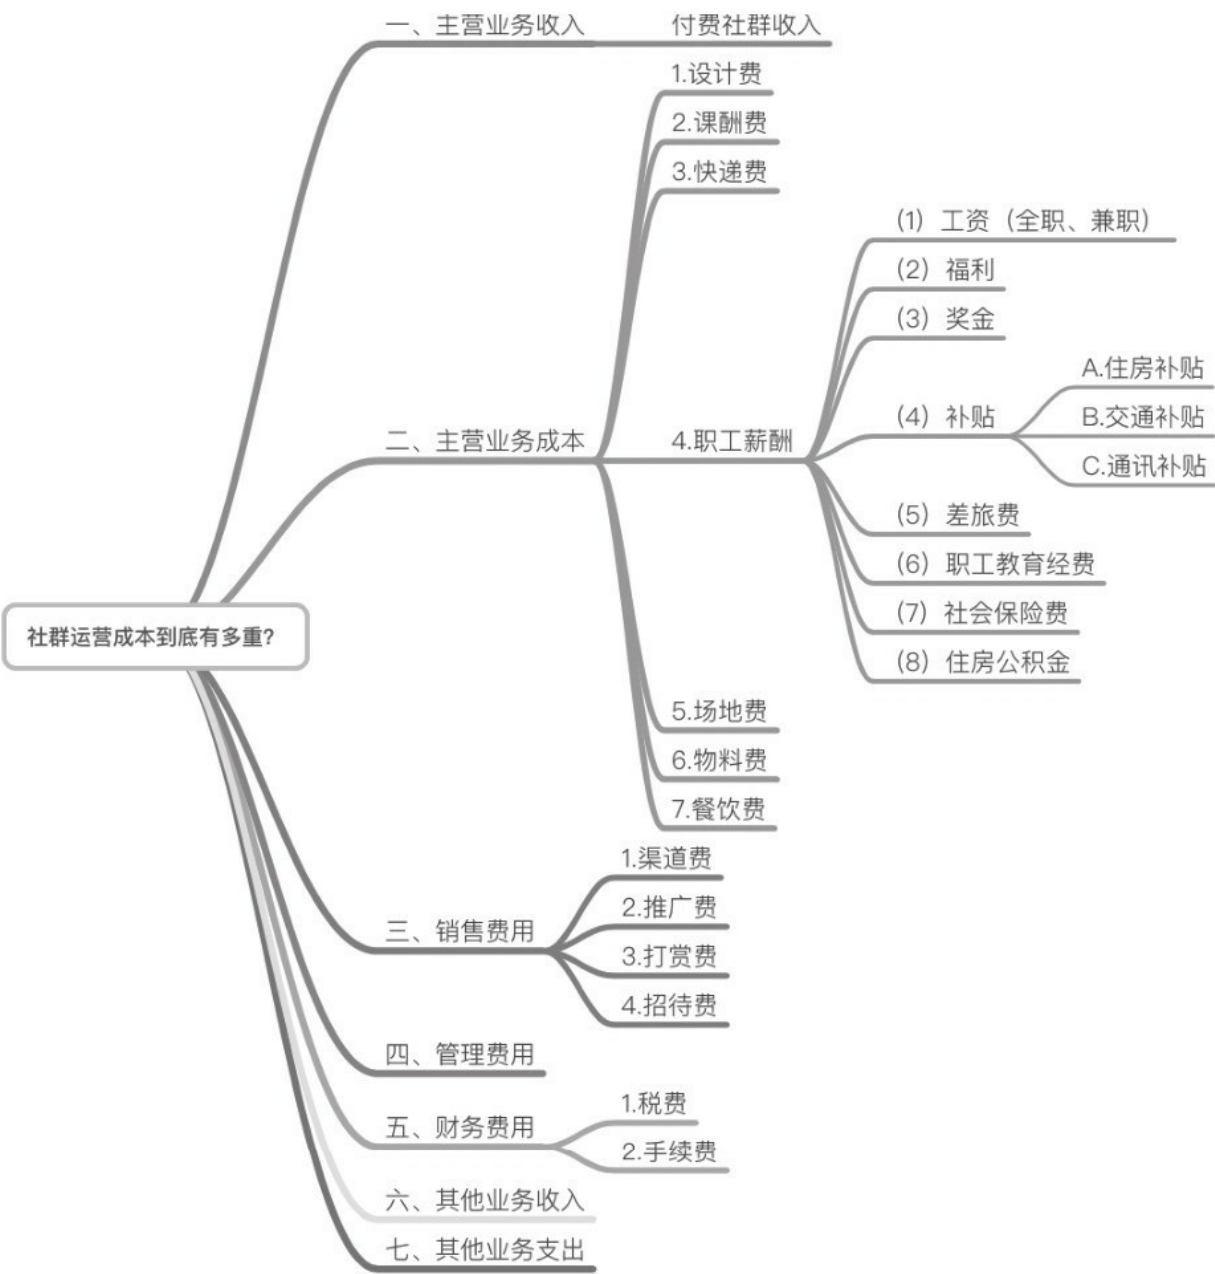 一、主营业务收入
付费社群收入
1.设计费
2.课酬费
3.快递费
(1) 工资（全职、兼职）
(2) 福利
(3) 奖金
A.住房补贴
(4) 补贴
B.交通补贴
C.通讯补贴
二、主营业务成本
4.职工薪酬
(5) 差旅费
(6) 职工教育经费
(7) 社会保险费
(8) 住房公积金
社群运营成本到底有多重?
5.场地费
6.物料费
7.餐饮费
1.渠道费
2.推广费
三、销售费用
3.打赏费
4.招待费
四、管理费用
1.税费
五、财务费用
2.手续费
六、其他业务收入
七、其他业务支出